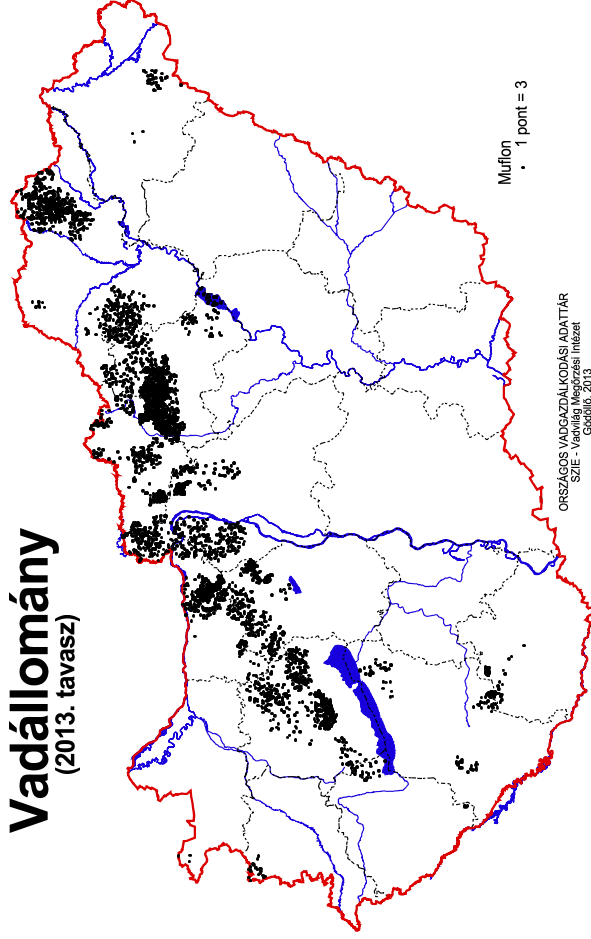 Vadállomány
(2013. tavasz)
Muflon
1 pont = 3
ORSZÁGOS VADGAZDÁLKODÁSI ADATTÁR
SZIE - Vadvilág Megőrzési Intézet
Gödöllő, 2013